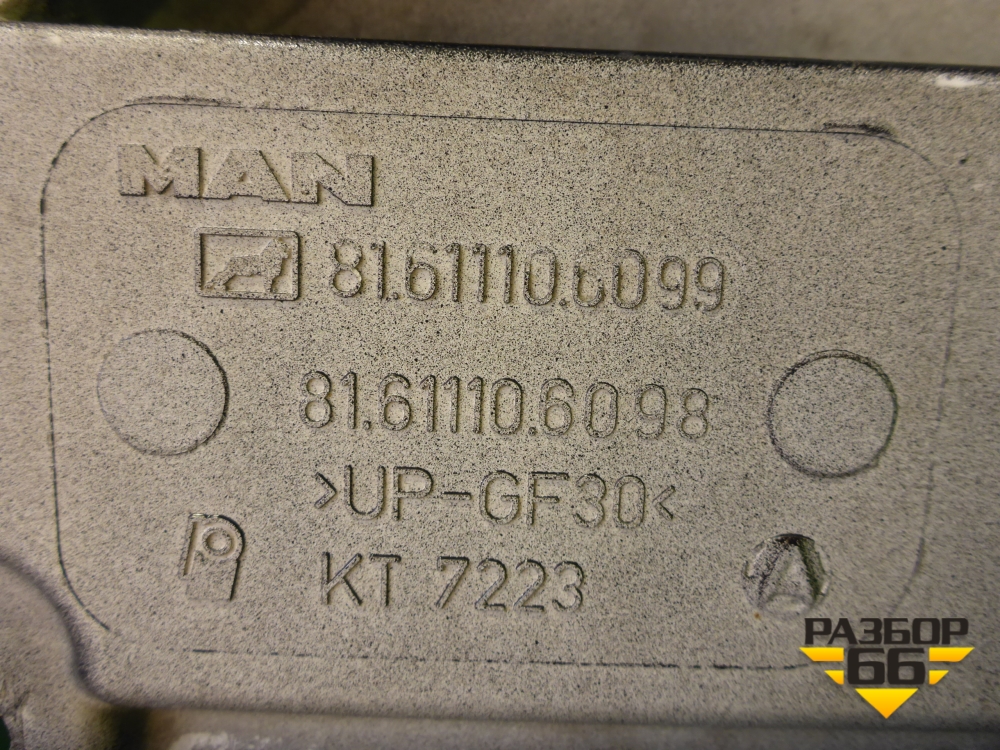 MAN
81.61110.6099
81.61110.6098
>UP-GF30<
KT 7223
A
РАЗБОР
66